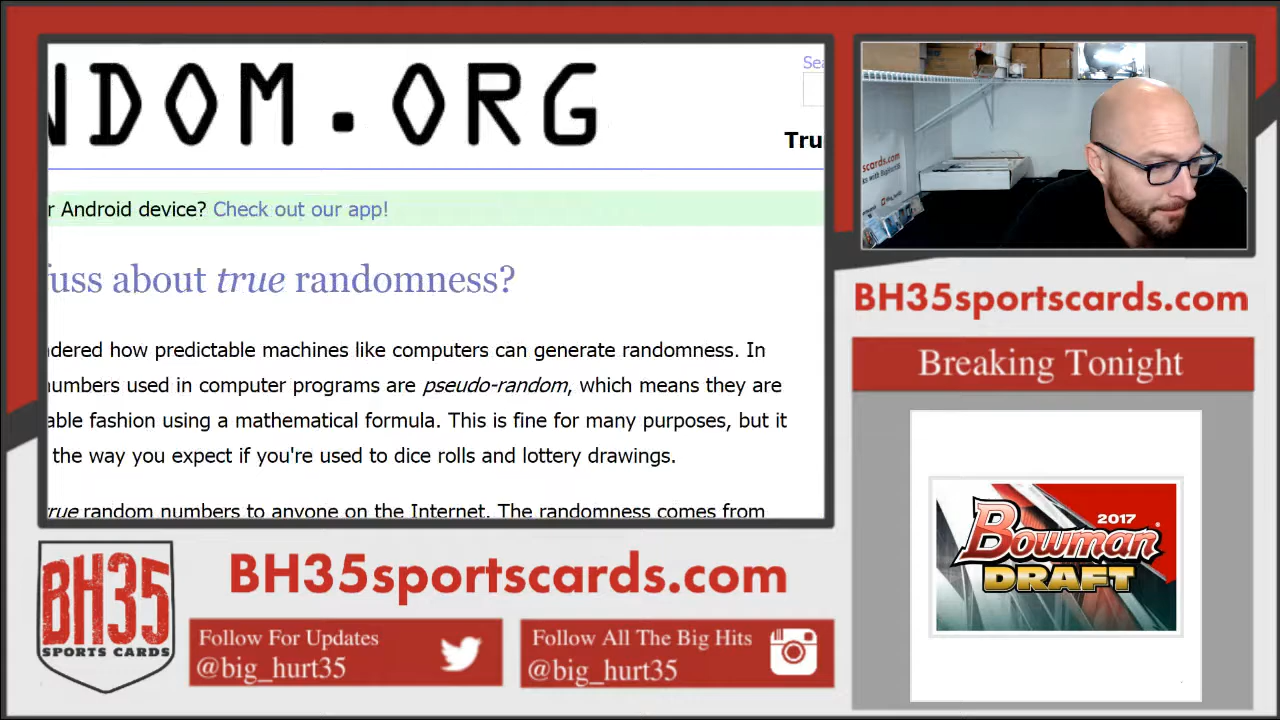 NDOM.ORG
Sea
Tru
r Android device? Check out our app!
fuss about true randomness?
ndered how predictable machines like computers can generate randomness. In
numbers used in computer programs are pseudo-random, which means they are
able fashion using a mathematical formula. This is fine for many purposes, but it
the way you expect if you're used to dice rolls and lottery drawings.
rue random numbers to anyone on the Internet. The randomness comes from
scards.com
BH35sportscards.com
Breaking Tonight
2017
Bowman
DRAFT
BH35
SPORTS CARDS
BH35sportscards.com
Follow For Updates
@big_hurt35
Follow All The Big Hits
@big_hurt35